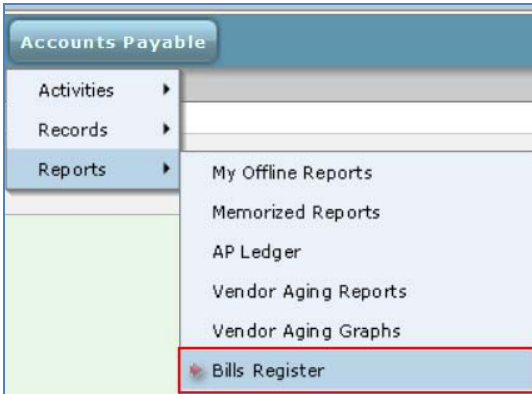 Accounts Payable
Activities
Records
Reports
My Offline Reports
Memorized Reports
AP Ledger
Vendor Aging Reports
Vendor Aging Graphs
Bills Register